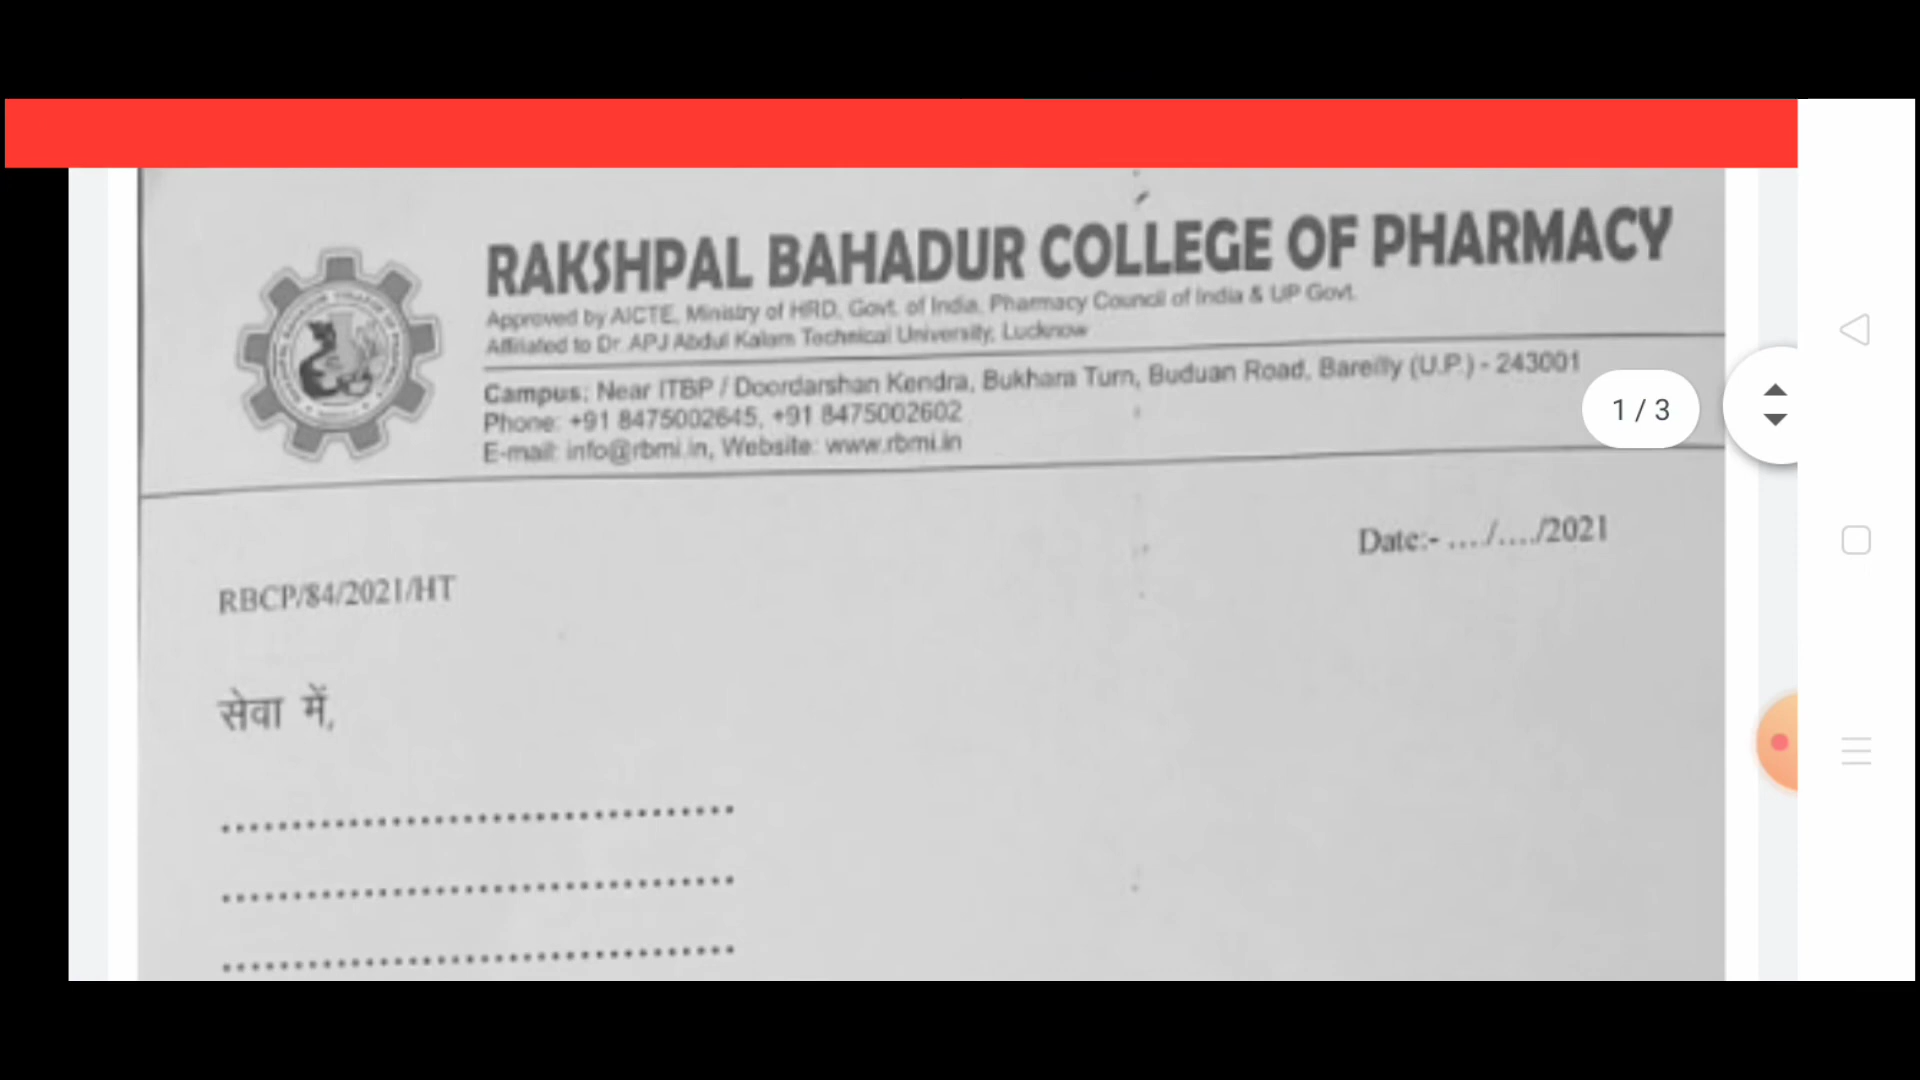 RAKSHPAL BAHADUR COLLEGE OF PHARMACY
Approved by AICTE, Ministry of HRD, Govt. of India, Pharmacy Council of India & UP Govt.
Affiliated to Dr. APJ Abdul Kalam Technical University, Lucknow
Campus: Near ITBP / Doordarshan Kendra, Bukhara Turn, Buduan Road, Bareilly (U.P.) - 243001
Phone: +91 8475002645, +91 8475002602
E-mail: info@rbmi.in, Website: www.rbmi.in
1 / 3
Date:- ..../..../2021
RBCP/84/2021/HT
सेवा में,
....................................
....................................
....................................